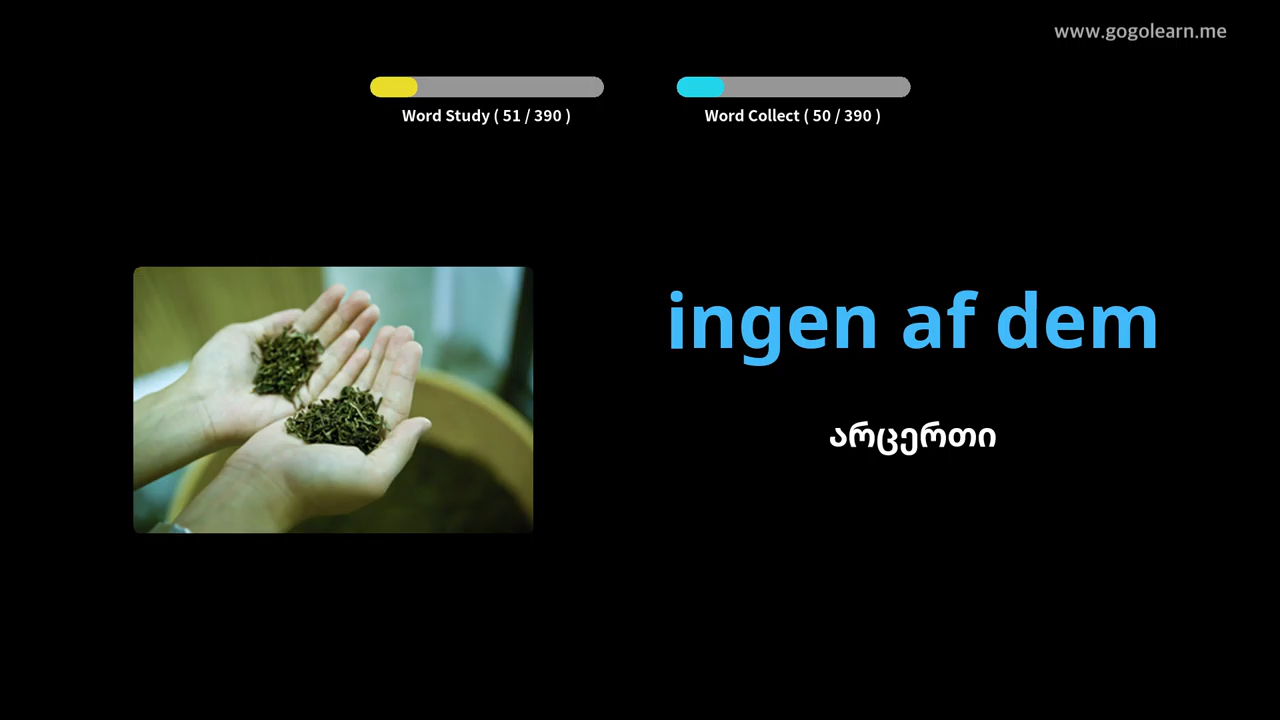 www.gogolearn.me
Word Study ( 51 / 390 )
Word Collect ( 50 / 390 )
ingen af dem
არცერთი